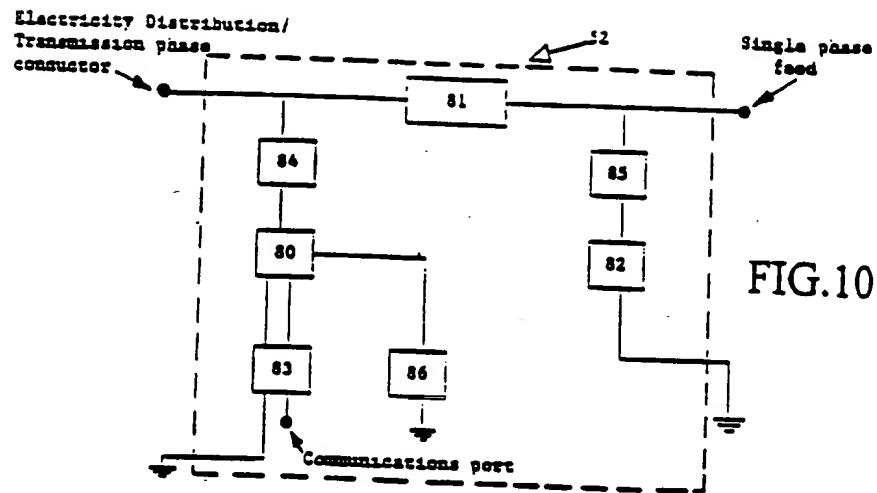 Electricity Distribution/
Transmission phase
conductor
52
Single phase
feed
81
84
85
80
82
FIG.10
83
86
Communications port